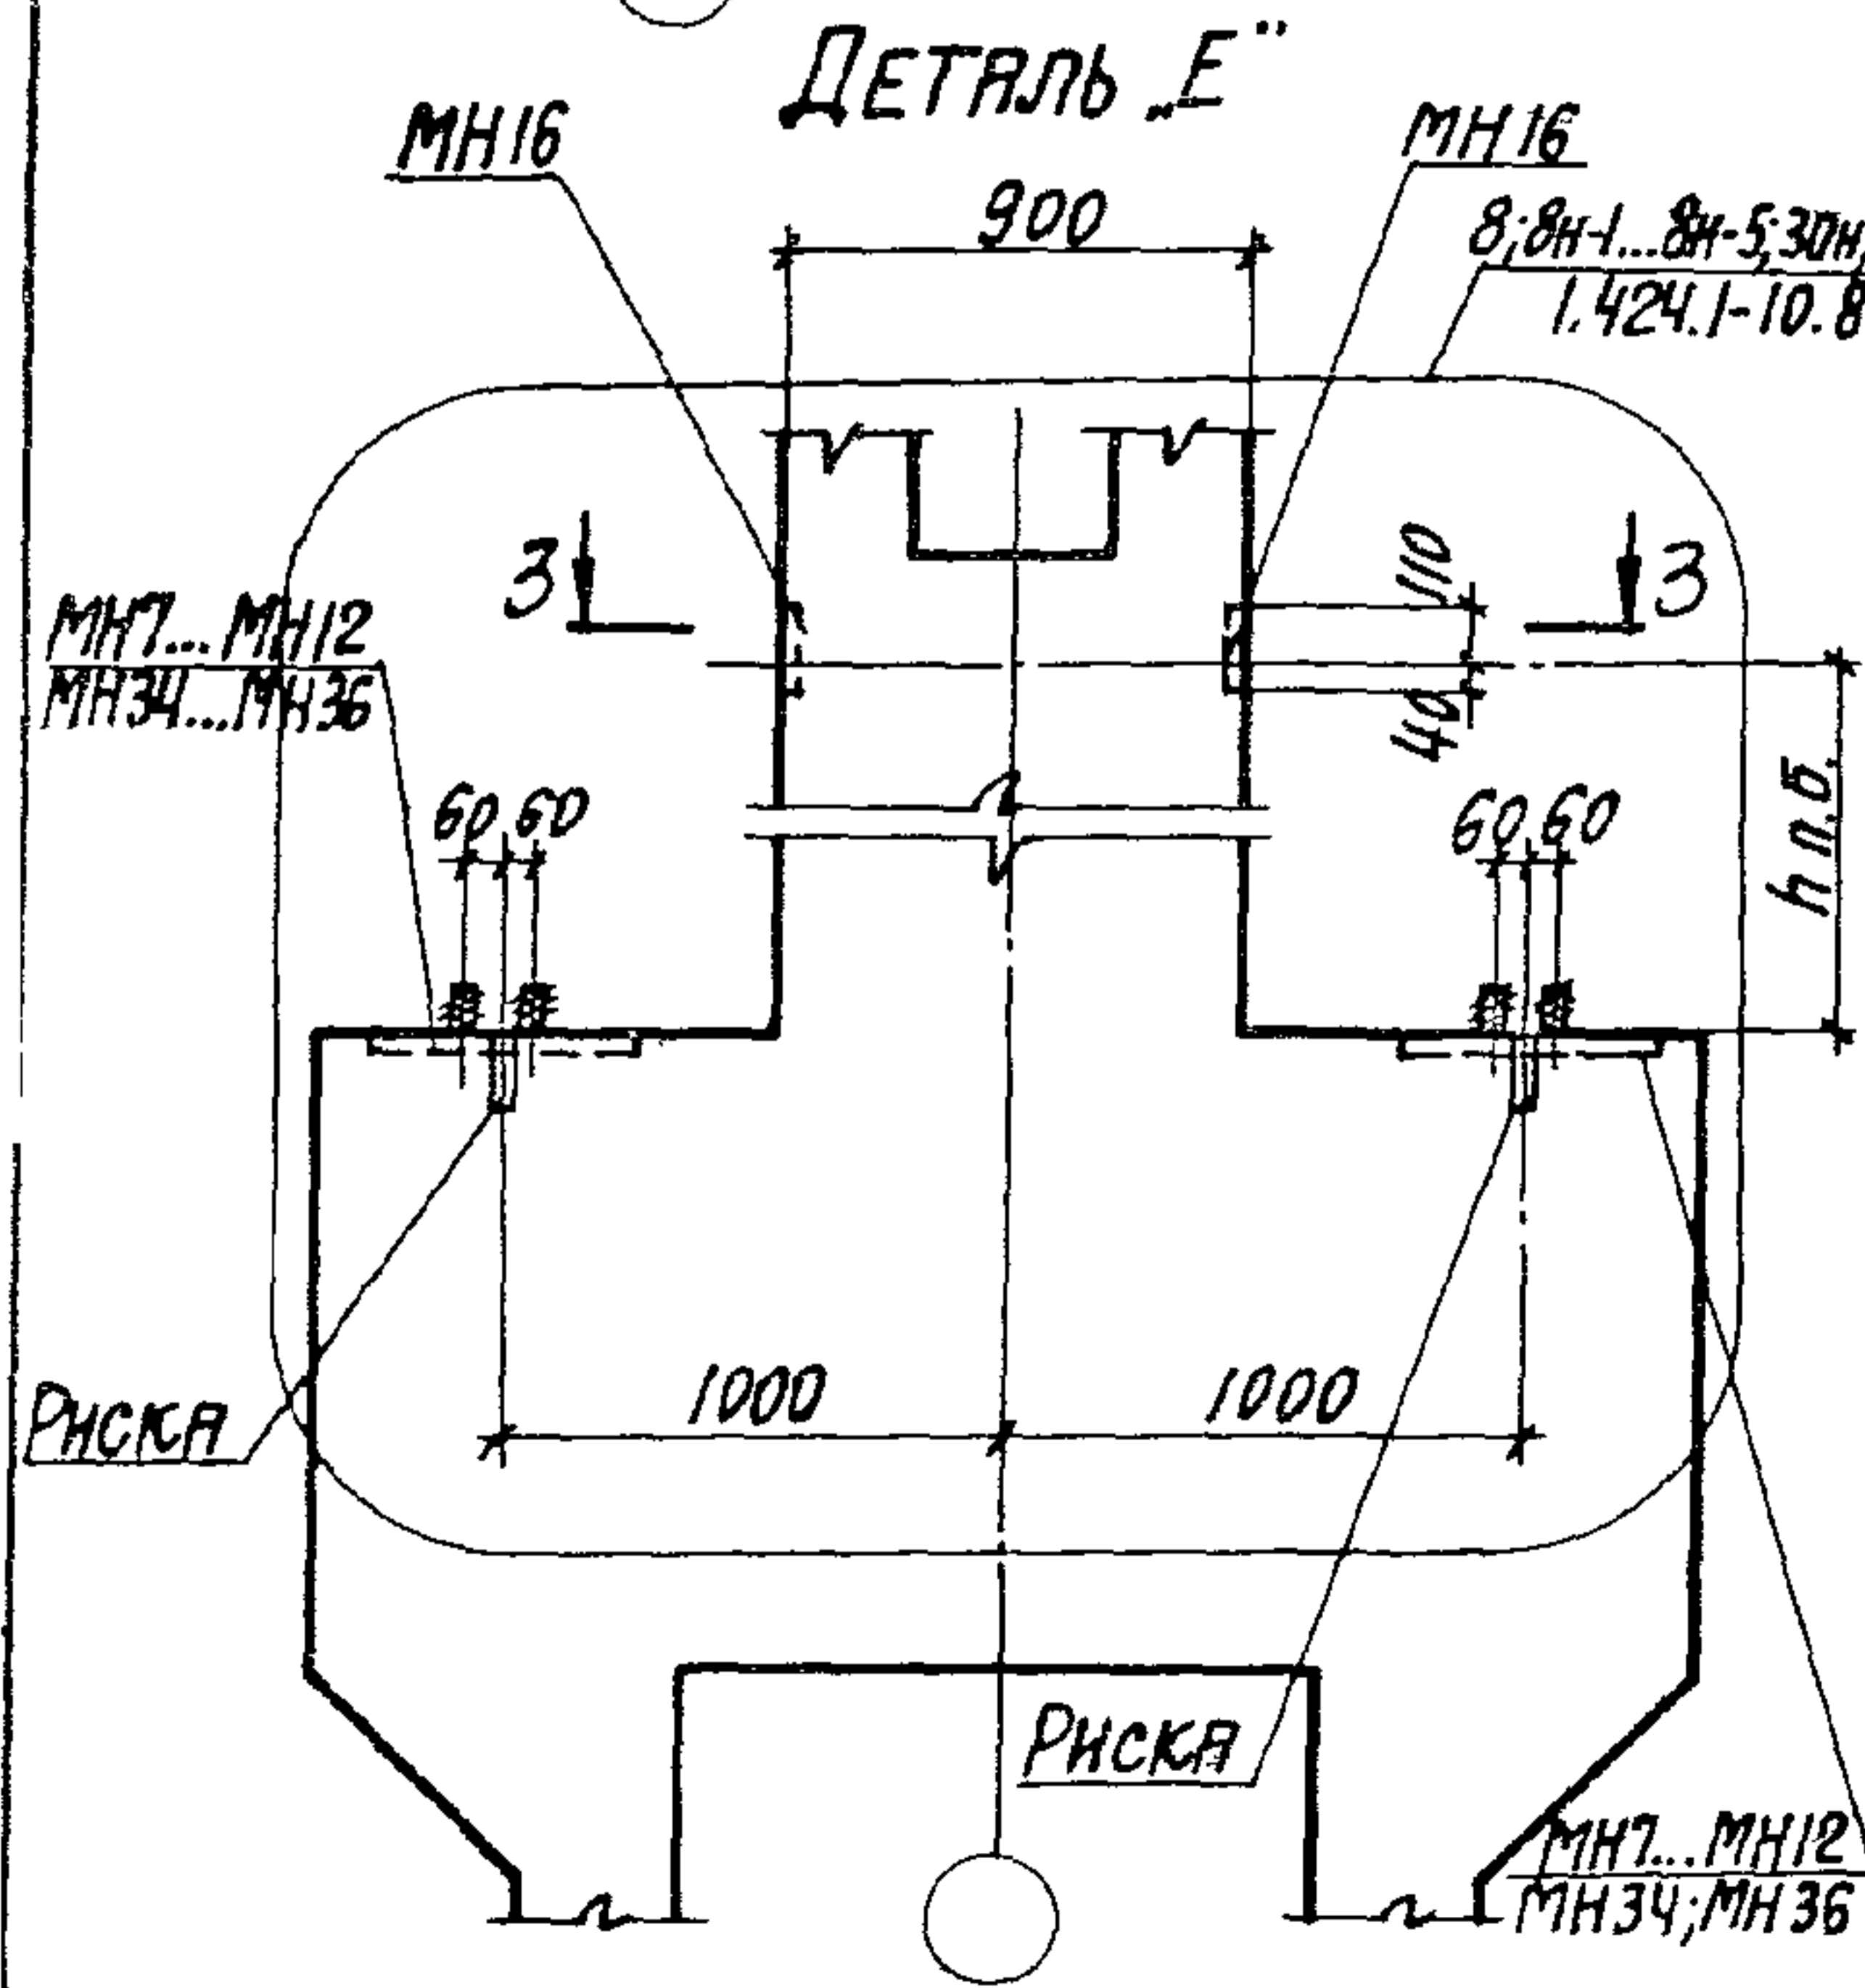 Деталь „Е"
МН16
МН16
900
8;8н-1...8н-5;30н;
1.424.1-10.8
3
3
110
МН7...МН12
МН34...МН36
40
h п.б.
60 60
60 60
1000
1000
Риска
Риска
МН7...МН12
МН34;МН36